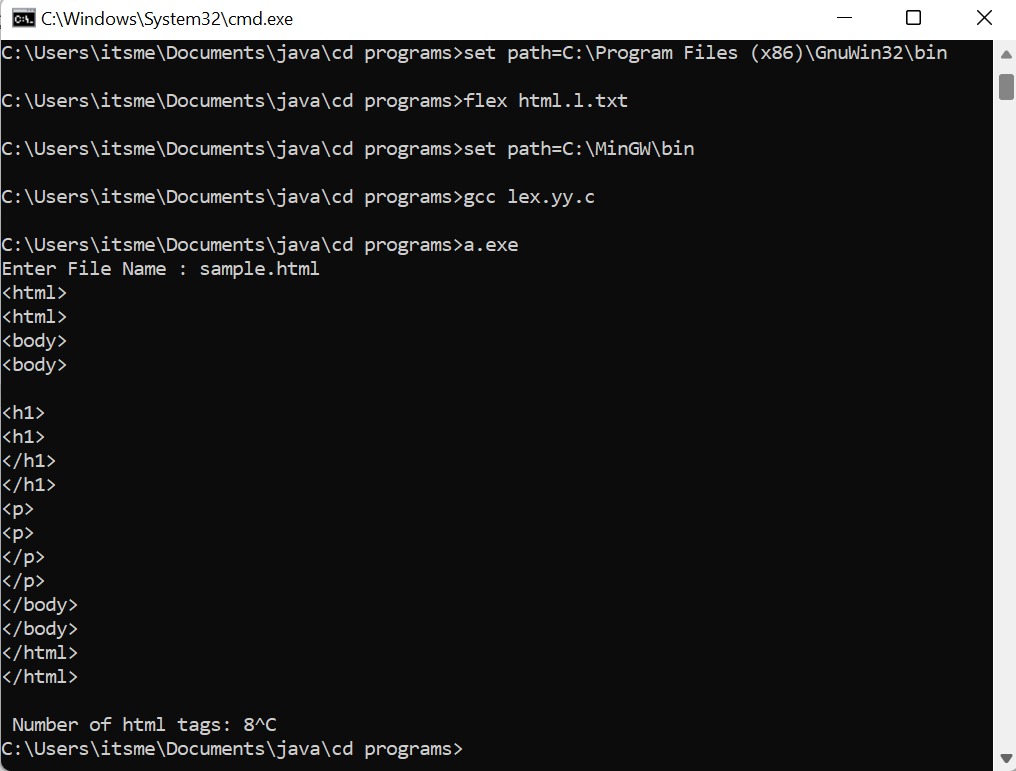 C:\Windows\System32\cmd.exe
C:\Users\itsme\Documents\java\cd programs>set path=C:\Program Files (x86)\GnuWin32\bin
C:\Users\itsme\Documents\java\cd programs>flex html.l.txt
C:\Users\itsme\Documents\java\cd programs>set path=C:\MinGW\bin
C:\Users\itsme\Documents\java\cd programs>gcc lex.yy.c
C:\Users\itsme\Documents\java\cd programs>a.exe
Enter File Name : sample.html
<html>
<html>
<body>
<body>
<h1>
<h1>
</h1>
</h1>
<p>
<p>
</p>
</p>
</body>
</body>
</html>
</html>
Number of html tags: 8^C
C:\Users\itsme\Documents\java\cd programs>